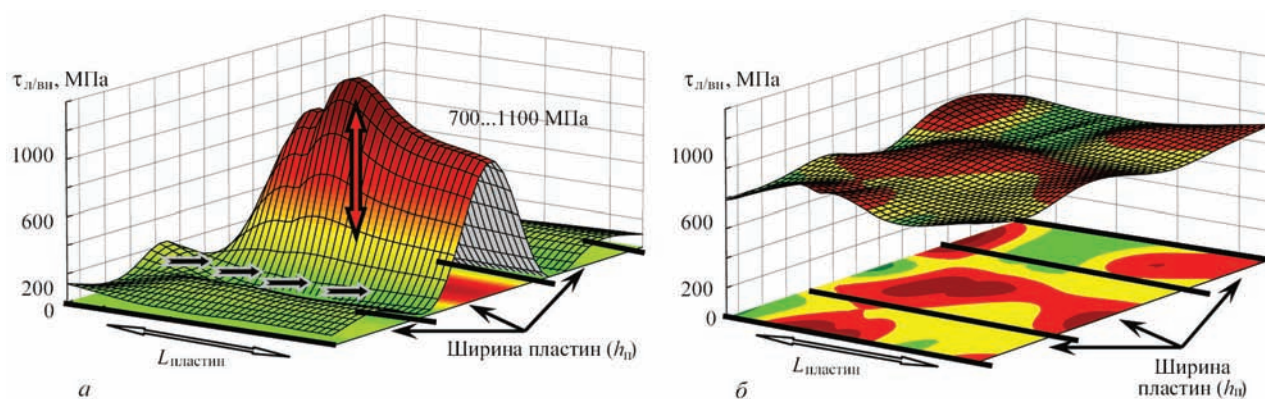 τл/вн, МПа
1000
600
200
0
700...1100 МПа
Lпластин
Ширина пластин (hп)
а
τл/вн, МПа
1000
600
200
0
Lпластин
Ширина
пластин (hп)
б